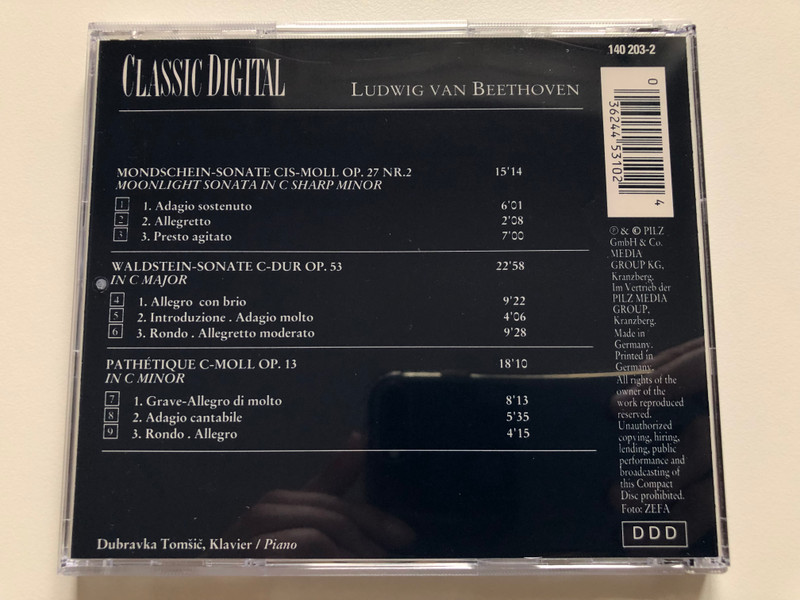 140 203-2
CLASSIC DIGITAL
LUDWIG VAN BEETHOVEN
MONDSCHEIN-SONATE CIS-MOLL OP. 27 NR.2 15'14
MOONLIGHT SONATA IN C SHARP MINOR
1 1. Adagio sostenuto 6'01
2 2. Allegretto 2'08
3 3. Presto agitato 7'00
WALDSTEIN-SONATE C-DUR OP. 53 22'58
IN C MAJOR
4 1. Allegro con brio 9'22
5 2. Introduzione . Adagio molto 4'06
6 3. Rondo . Allegretto moderato 9'28
PATHÉTIQUE C-MOLL OP. 13 18'10
IN C MINOR
7 1. Grave-Allegro di molto 8'13
8 2. Adagio cantabile 5'35
9 3. Rondo . Allegro 4'15
Dubravka Tomšič, Klavier / Piano
0 36244 53102 4
℗ & © PILZ
GmbH & Co.
MEDIA
GROUP KG,
Kranzberg.
Im Vertrieb der
PILZ MEDIA
GROUP.
Kranzberg.
Made in
Germany.
Printed in
Germany.
All rights of the
owner of the
work reproduced
reserved.
Unauthorized
copying, hiring,
lending, public
performance and
broadcasting of
this Compact
Disc prohibited.
Foto: ZEFA
DDD